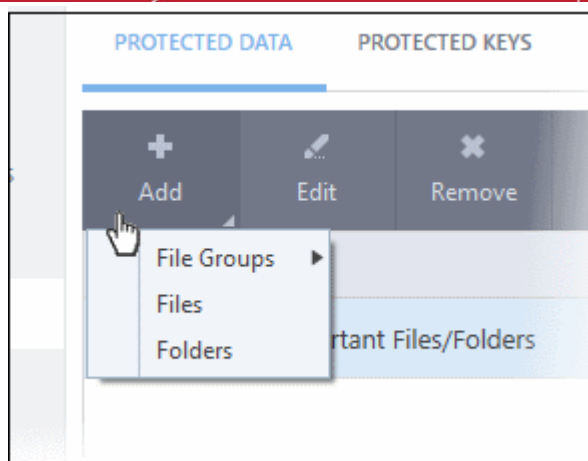 PROTECTED DATA PROTECTED KEYS
Add Edit Remove
File Groups
Files
Folders
rtant Files/Folders